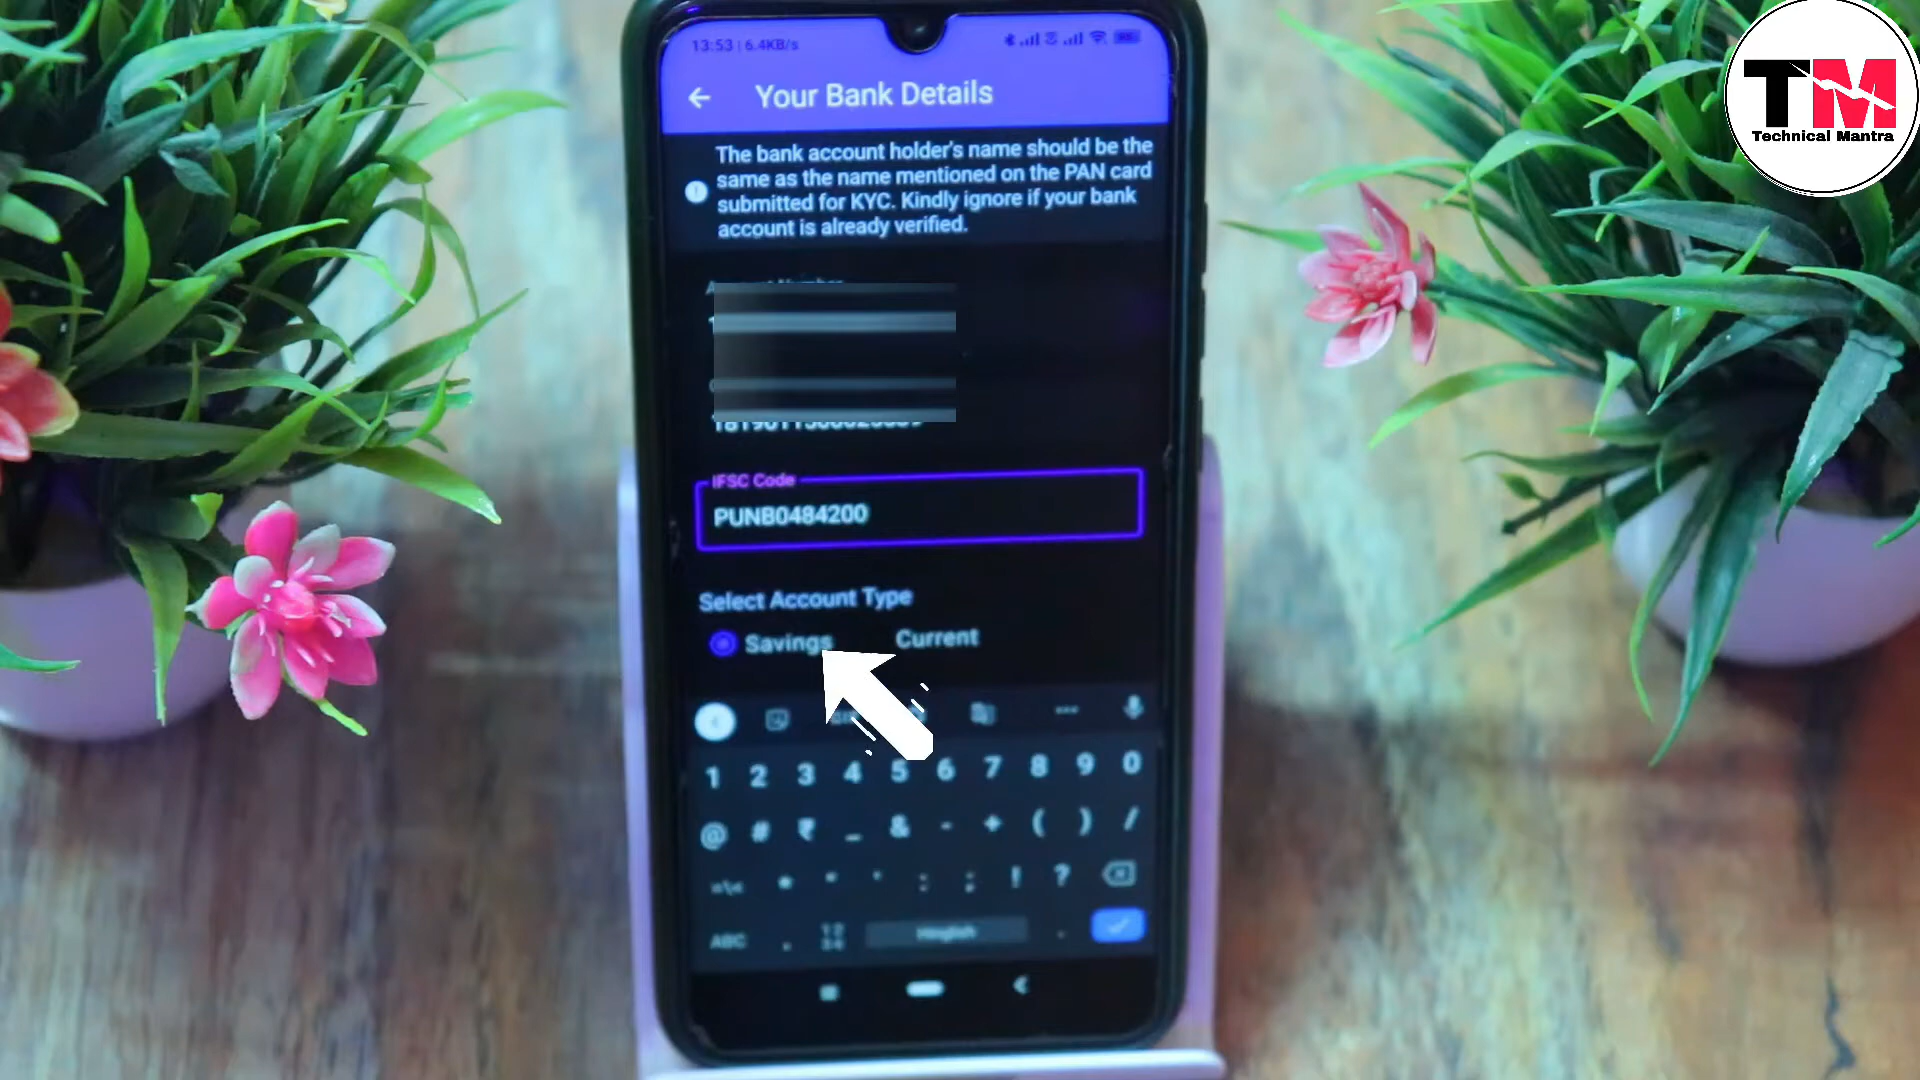 13:53 | 6.4KB/s
Your Bank Details
The bank account holder's name should be the
same as the name mentioned on the PAN card
submitted for KYC. Kindly ignore if your bank
account is already verified.
IFSC Code
PUNB0484200
Select Account Type
Savings
Current
1 2 3 4 5 6 7 8 9 0
@ # ₹ _ & - + ( ) /
* " ' : ; ! ?
ABC , 12 34 Hinglish .
TM
Technical Mantra